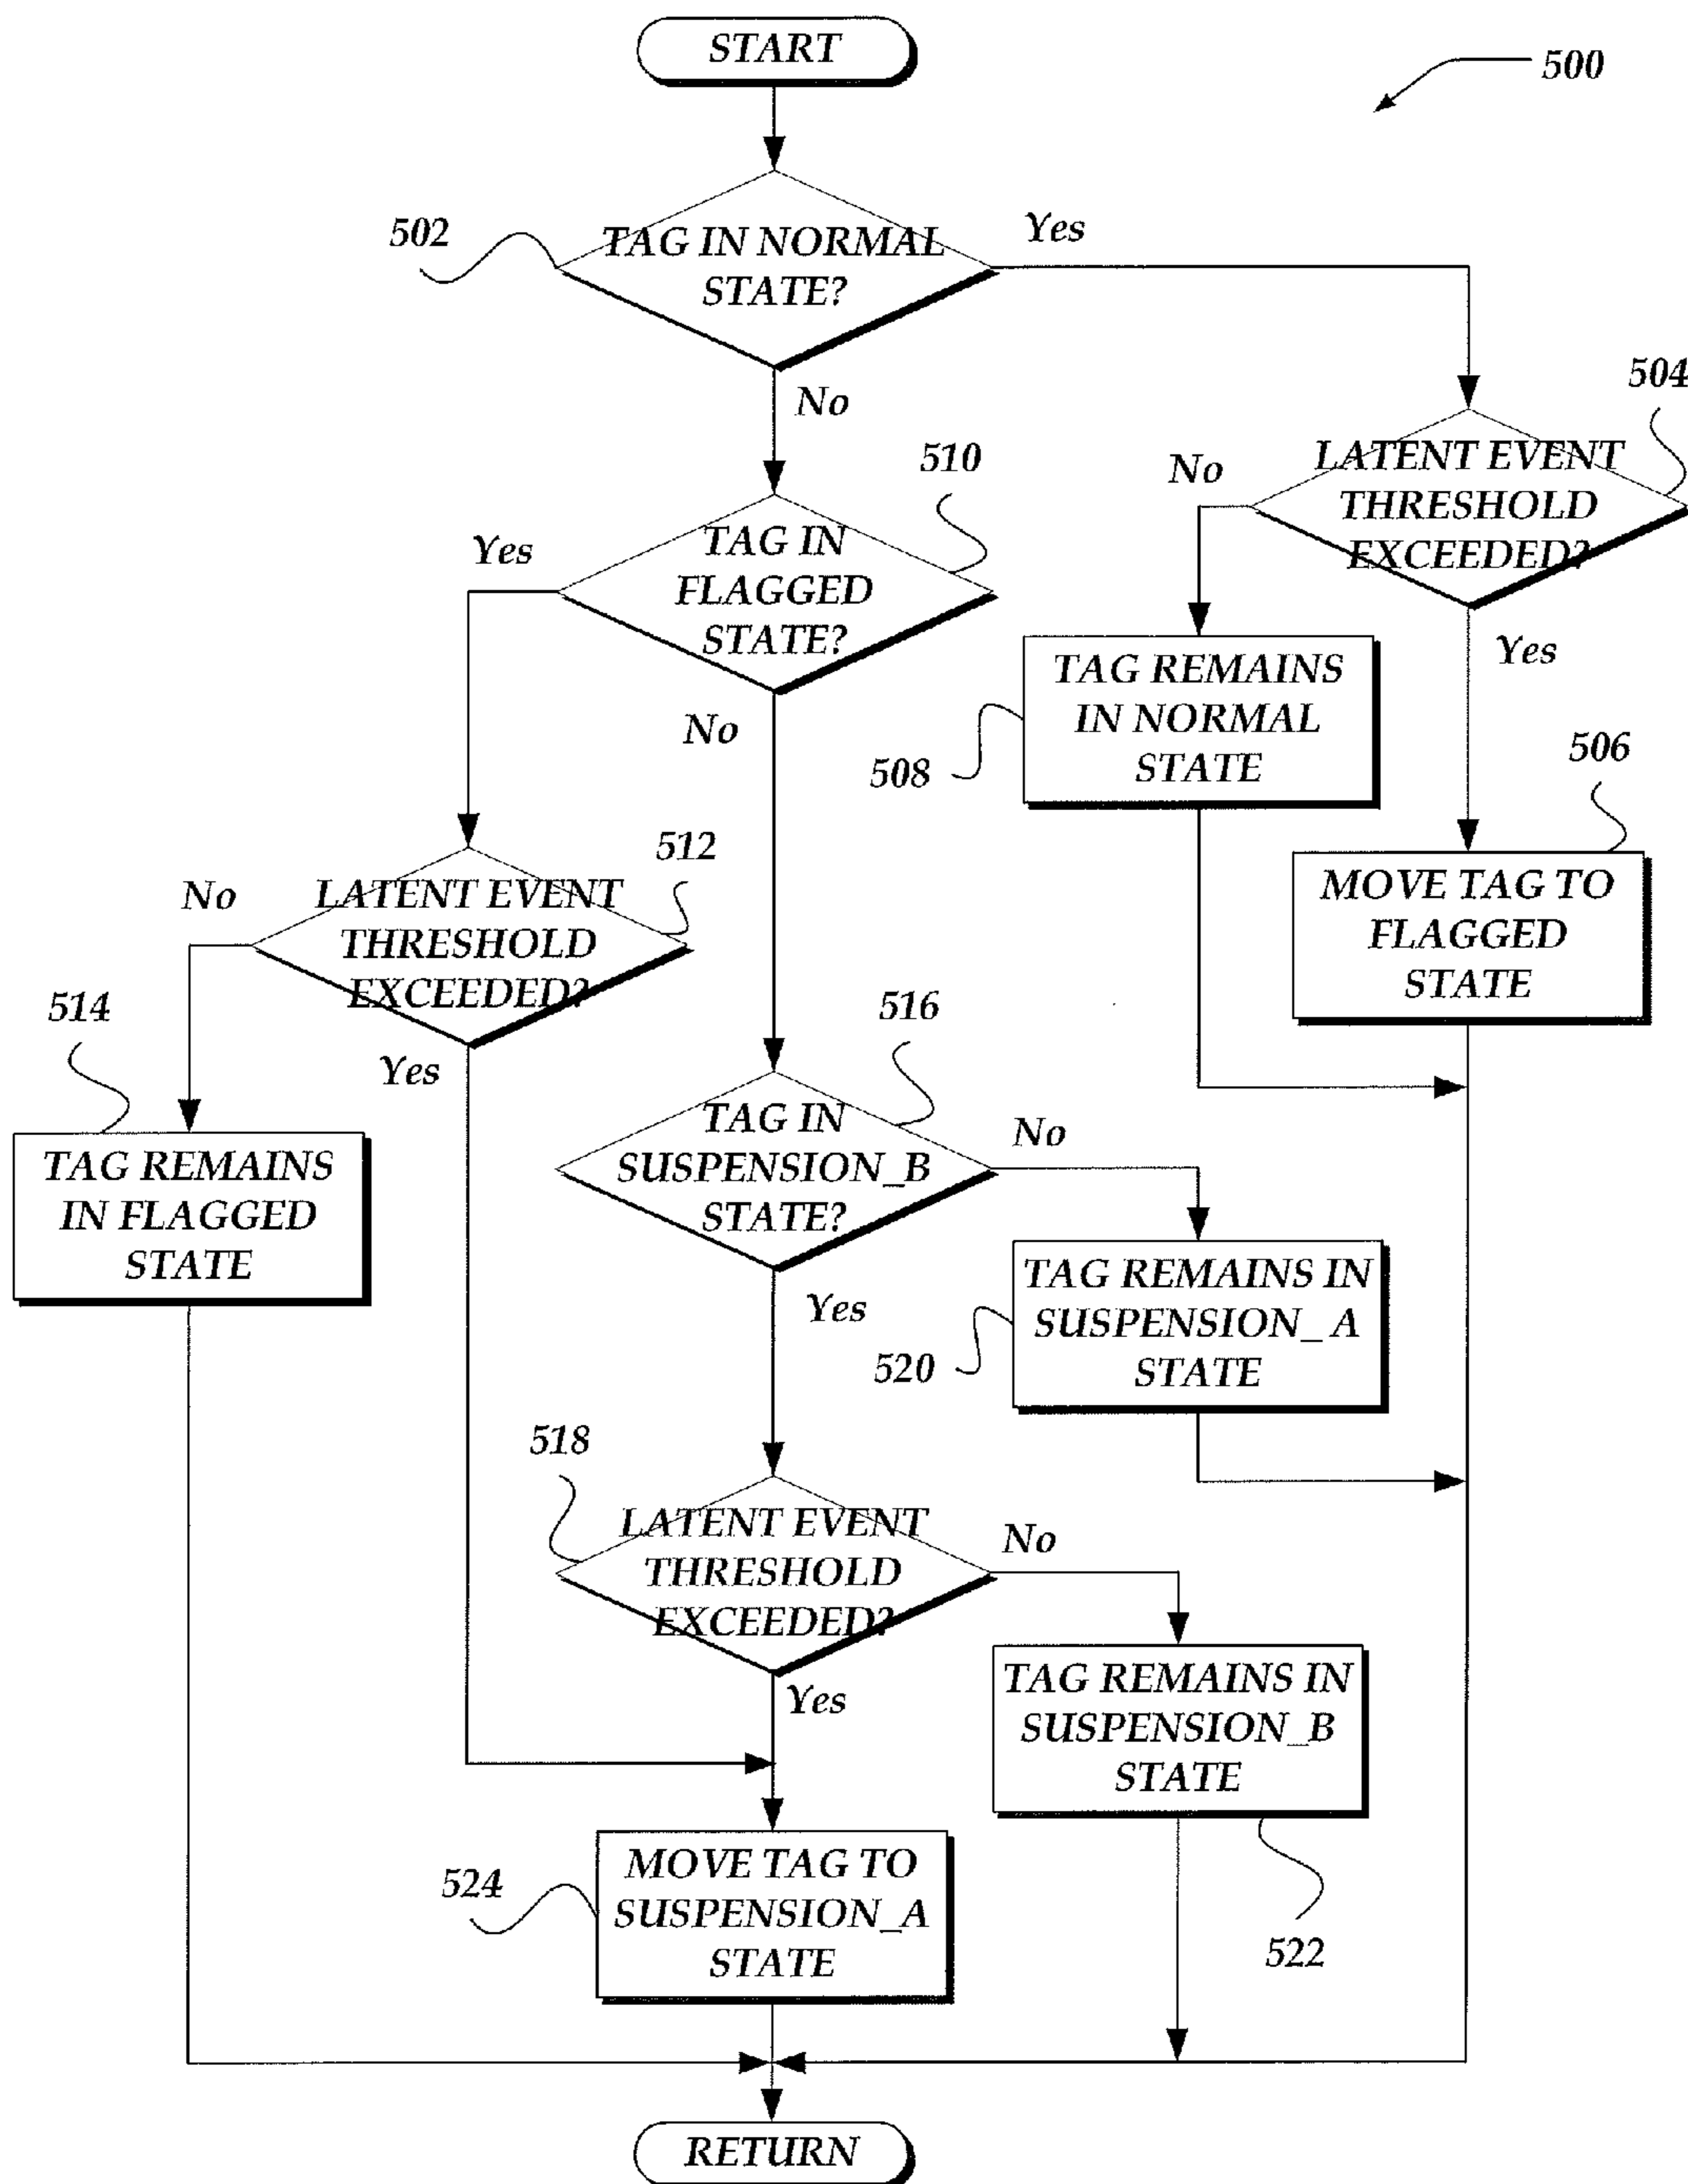 START
500
502
TAG IN NORMAL
STATE?
Yes
No
504
LATENT EVENT
THRESHOLD
EXCEEDED?
No
Yes
510
TAG IN
FLAGGED
STATE?
Yes
No
TAG REMAINS
IN NORMAL
STATE
508
506
MOVE TAG TO
FLAGGED
STATE
512
LATENT EVENT
THRESHOLD
EXCEEDED?
No
Yes
514
TAG REMAINS
IN FLAGGED
STATE
516
TAG IN
SUSPENSION_B
STATE?
No
Yes
TAG REMAINS IN
SUSPENSION_ A
STATE
520
518
LATENT EVENT
THRESHOLD
EXCEEDED?
No
Yes
TAG REMAINS IN
SUSPENSION_B
STATE
522
524
MOVE TAG TO
SUSPENSION_A
STATE
RETURN